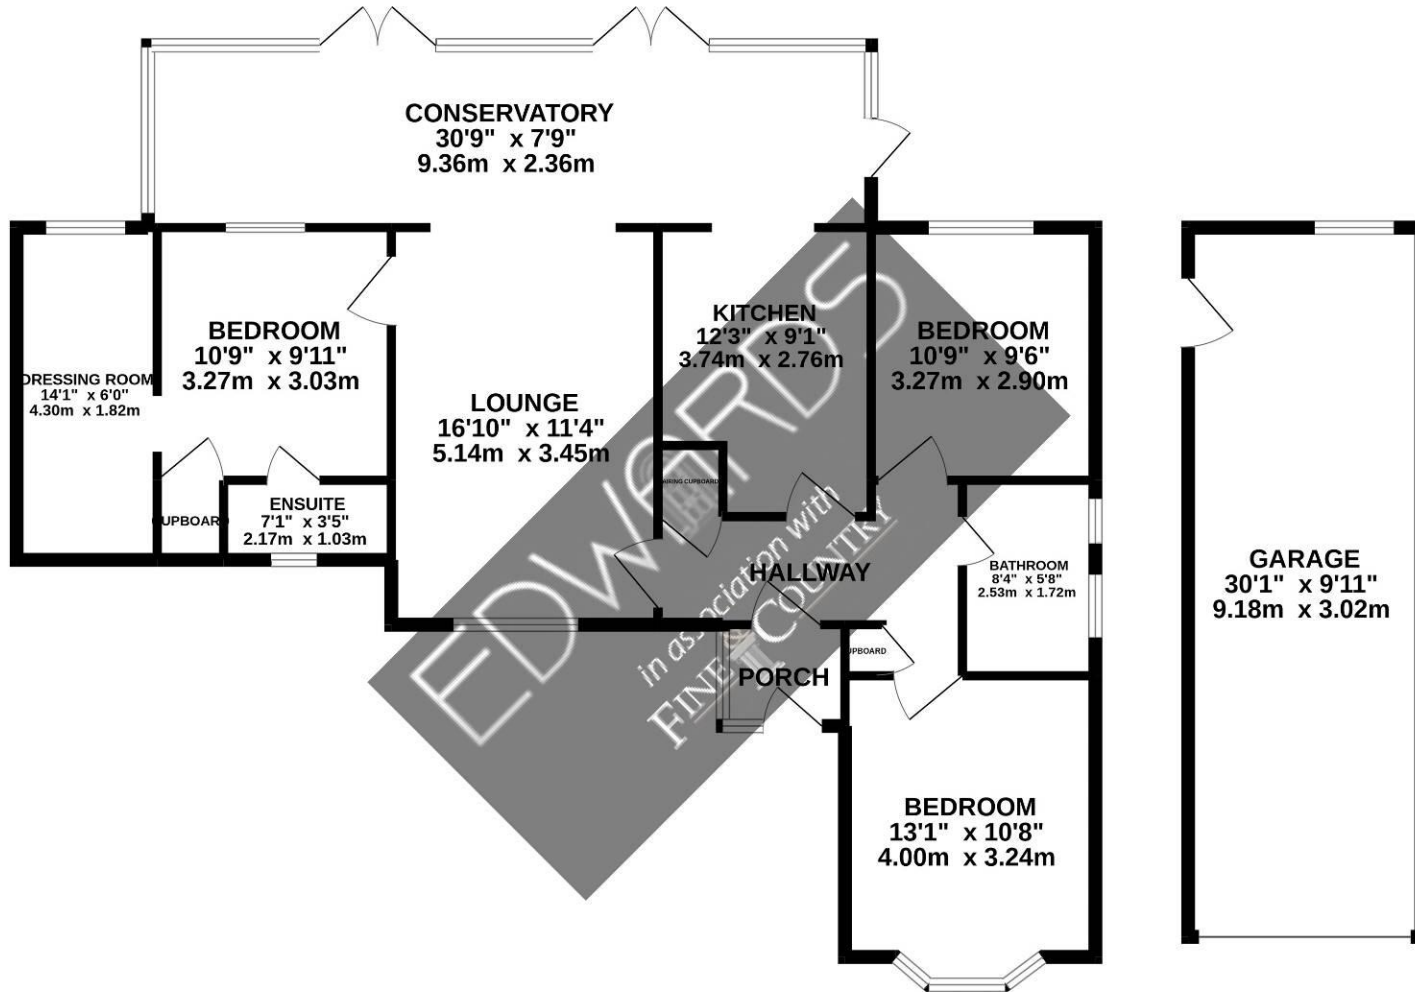 CONSERVATORY
30'9" x 7'9"
9.36m x 2.36m
BEDROOM
10'9" x 9'11"
3.27m x 3.03m
DRESSING ROOM
14'1" x 6'0"
4.30m x 1.82m
LOUNGE
16'10" x 11'4"
5.14m x 3.45m
KITCHEN
12'3" x 9'1"
3.74m x 2.76m
BEDROOM
10'9" x 9'6"
3.27m x 2.90m
AIRING CUPBOARD
CUPBOARD
ENSUITE
7'1" x 3'5"
2.17m x 1.03m
HALLWAY
BATHROOM
8'4" x 5'8"
2.53m x 1.72m
GARAGE
30'1" x 9'11"
9.18m x 3.02m
CUPBOARD
PORCH
BEDROOM
13'1" x 10'8"
4.00m x 3.24m
EDWARDS
in association with
FINE & COUNTRY